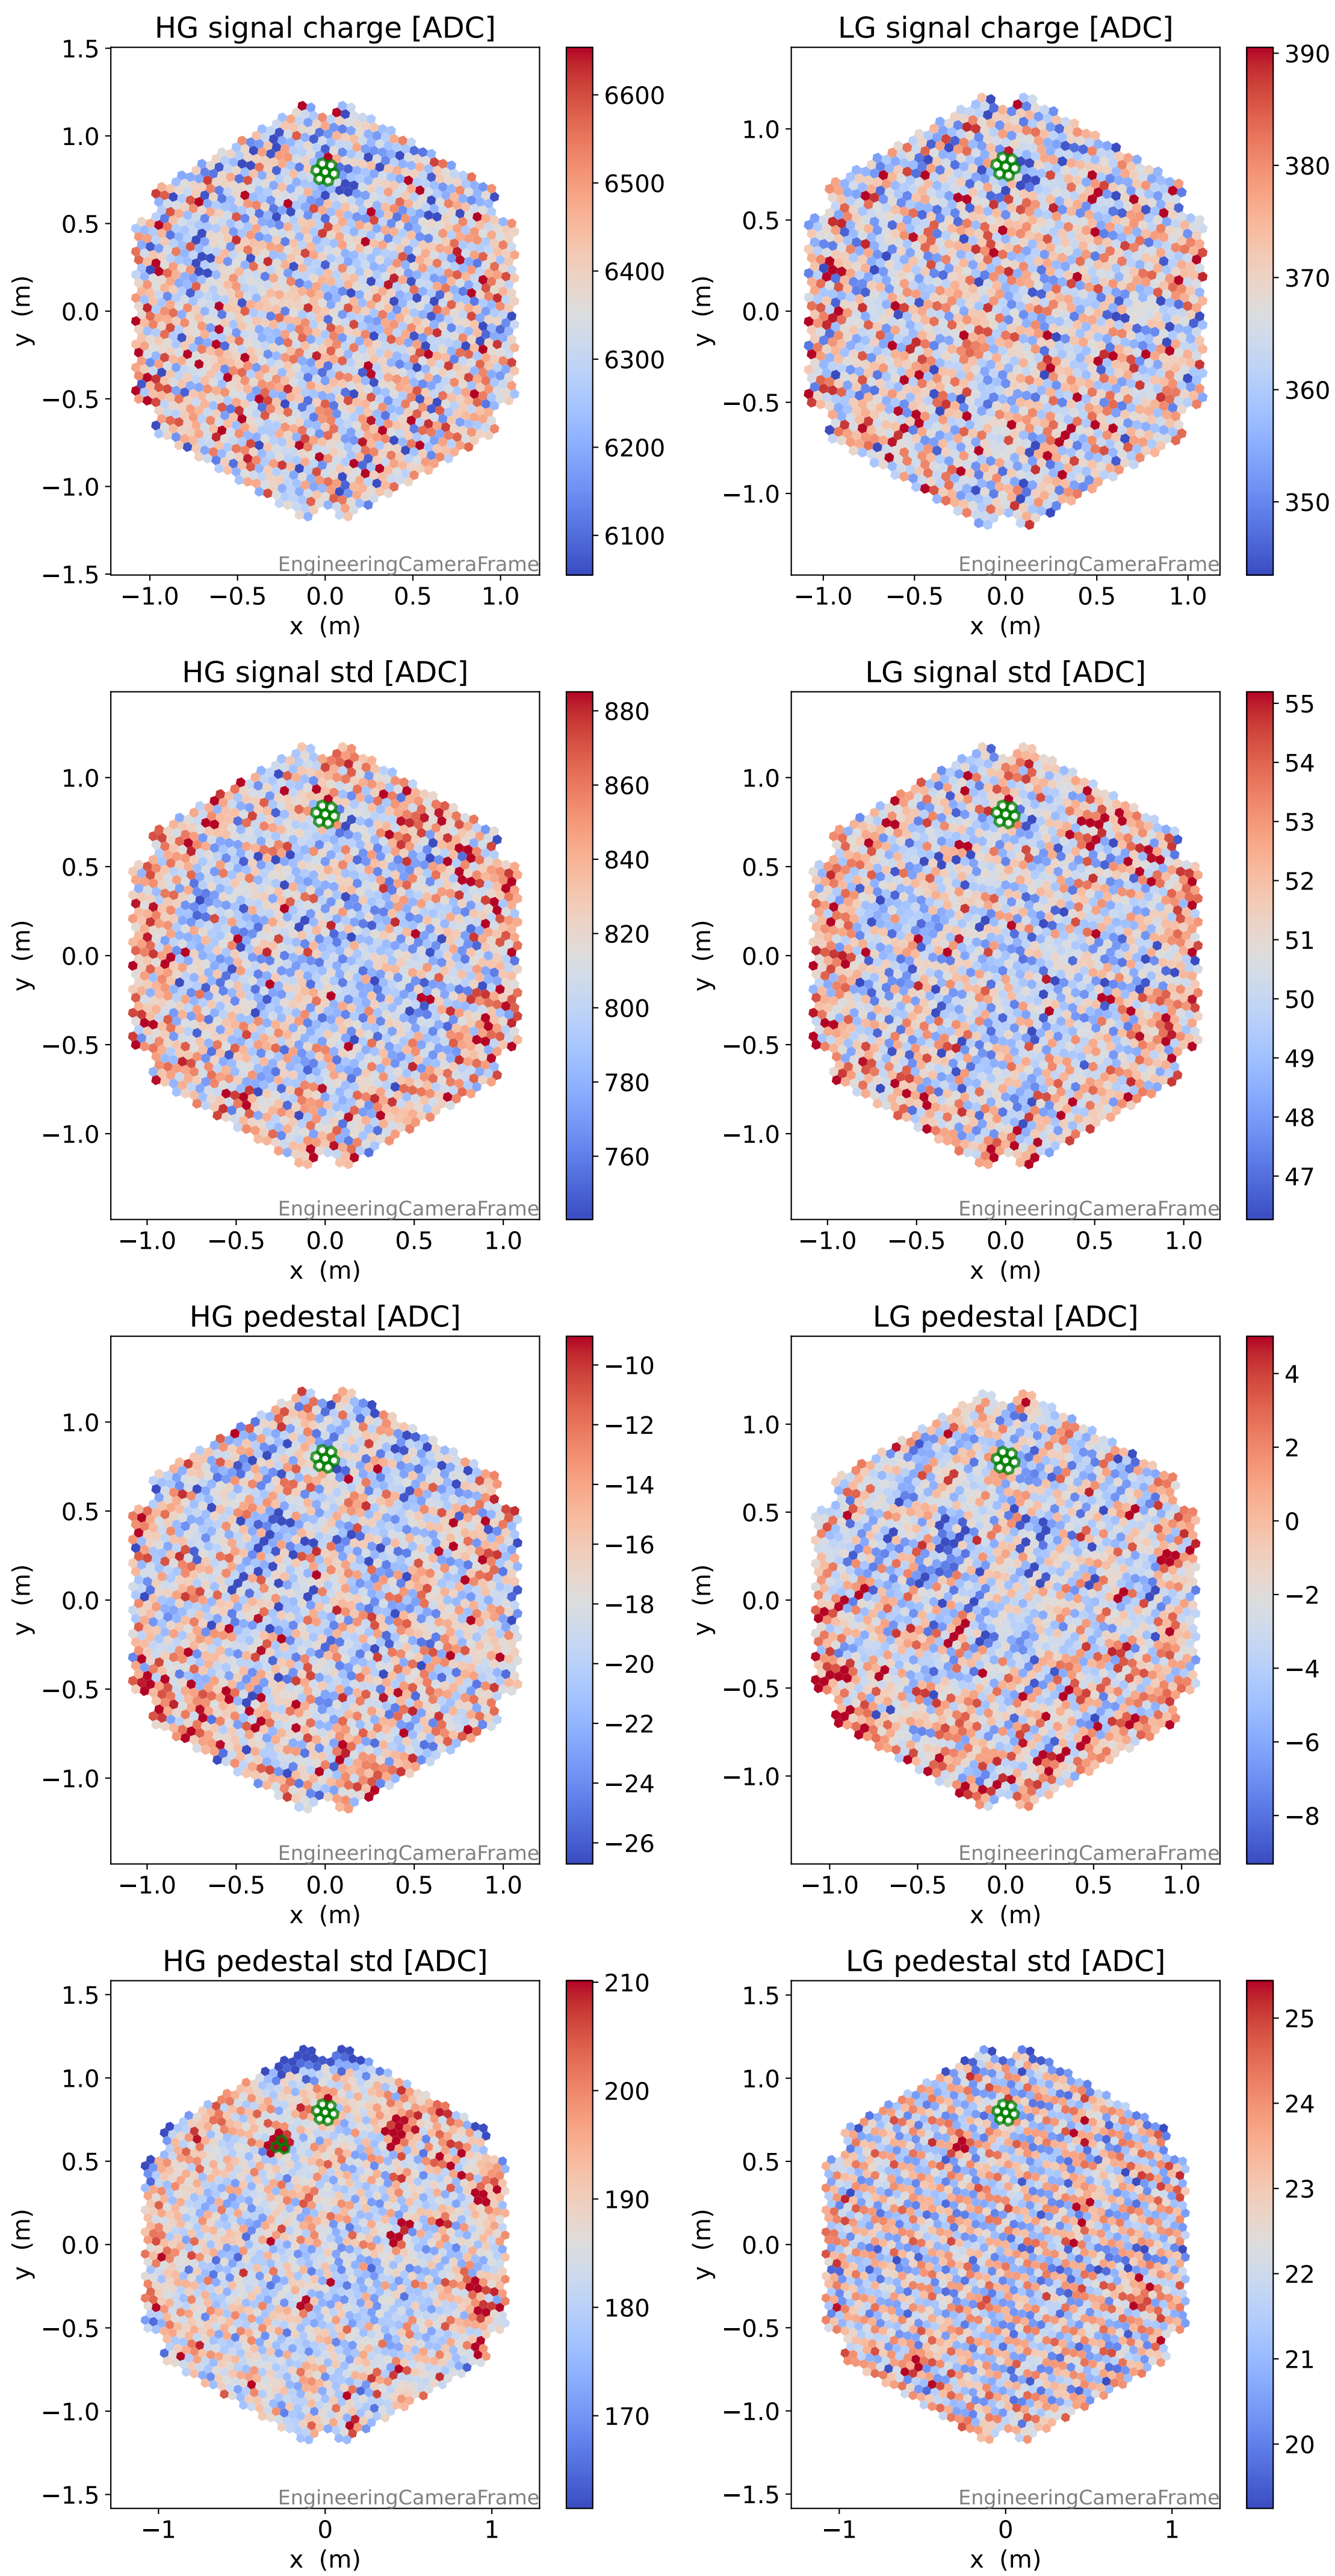 HG signal charge [ADC]
1.5
1.0
0.5
0.0
−0.5
−1.0
−1.5
y (m)
−1.0 −0.5 0.0 0.5 1.0
x (m)
EngineeringCameraFrame
6600
6500
6400
6300
6200
6100
LG signal charge [ADC]
1.0
0.5
0.0
−0.5
−1.0
y (m)
−1.0 −0.5 0.0 0.5 1.0
x (m)
EngineeringCameraFrame
390
380
370
360
350
HG signal std [ADC]
1.0
0.5
0.0
−0.5
−1.0
y (m)
−1.0 −0.5 0.0 0.5 1.0
x (m)
EngineeringCameraFrame
880
860
840
820
800
780
760
LG signal std [ADC]
1.0
0.5
0.0
−0.5
−1.0
y (m)
−1.0 −0.5 0.0 0.5 1.0
x (m)
EngineeringCameraFrame
55
54
53
52
51
50
49
48
47
HG pedestal [ADC]
1.0
0.5
0.0
−0.5
−1.0
y (m)
−1.0 −0.5 0.0 0.5 1.0
x (m)
EngineeringCameraFrame
−10
−12
−14
−16
−18
−20
−22
−24
−26
LG pedestal [ADC]
1.0
0.5
0.0
−0.5
−1.0
y (m)
−1.0 −0.5 0.0 0.5 1.0
x (m)
EngineeringCameraFrame
4
2
0
−2
−4
−6
−8
HG pedestal std [ADC]
1.5
1.0
0.5
0.0
−0.5
−1.0
−1.5
y (m)
−1 0 1
x (m)
EngineeringCameraFrame
210
200
190
180
170
LG pedestal std [ADC]
1.5
1.0
0.5
0.0
−0.5
−1.0
−1.5
y (m)
−1 0 1
x (m)
EngineeringCameraFrame
25
24
23
22
21
20